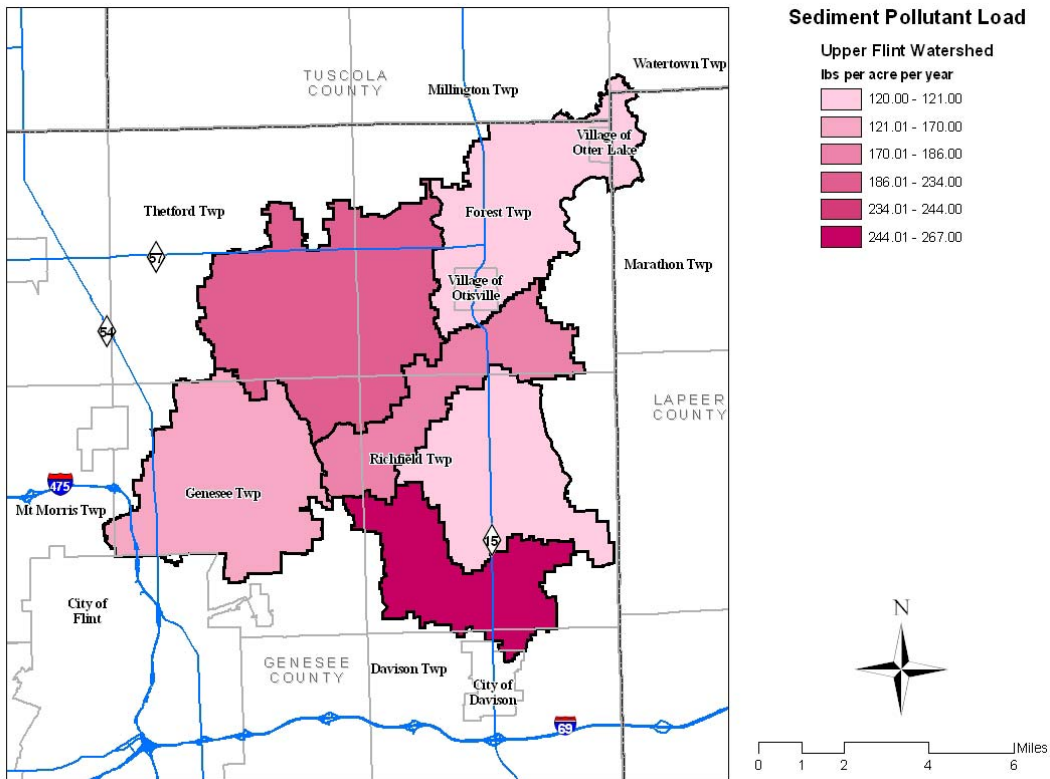 Sediment Pollutant Load
Upper Flint Watershed
lbs per acre per year
120.00 - 121.00
121.01 - 170.00
170.01 - 186.00
186.01 - 234.00
234.01 - 244.00
244.01 - 267.00
TUSCOLA
COUNTY
Millington Twp
Watertown Twp
Village of
Otter Lake
Thetford Twp
Forest Twp
57
Marathon Twp
Village of
Otisville
54
LAPEER
COUNTY
Richfield Twp
475
Genesee Twp
Mt Morris Twp
15
City of
Flint
GENESEE
COUNTY
Davison Twp
City of
Davison
69
N
Miles
0 1 2 4 6